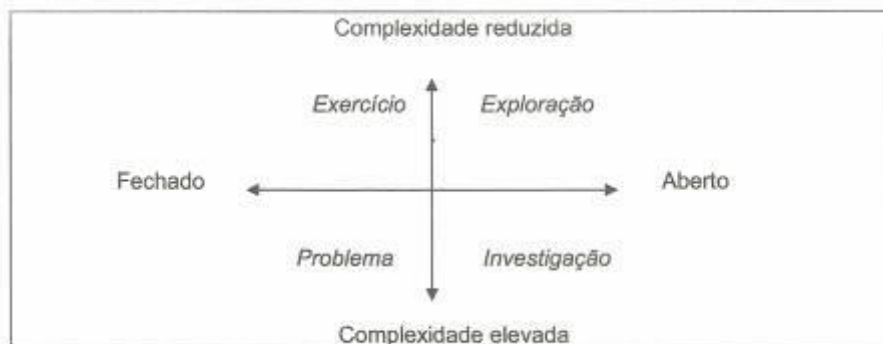 Complexidade reduzida
Exercício Exploração
Fechado Aberto
Problema Investigação
Complexidade elevada